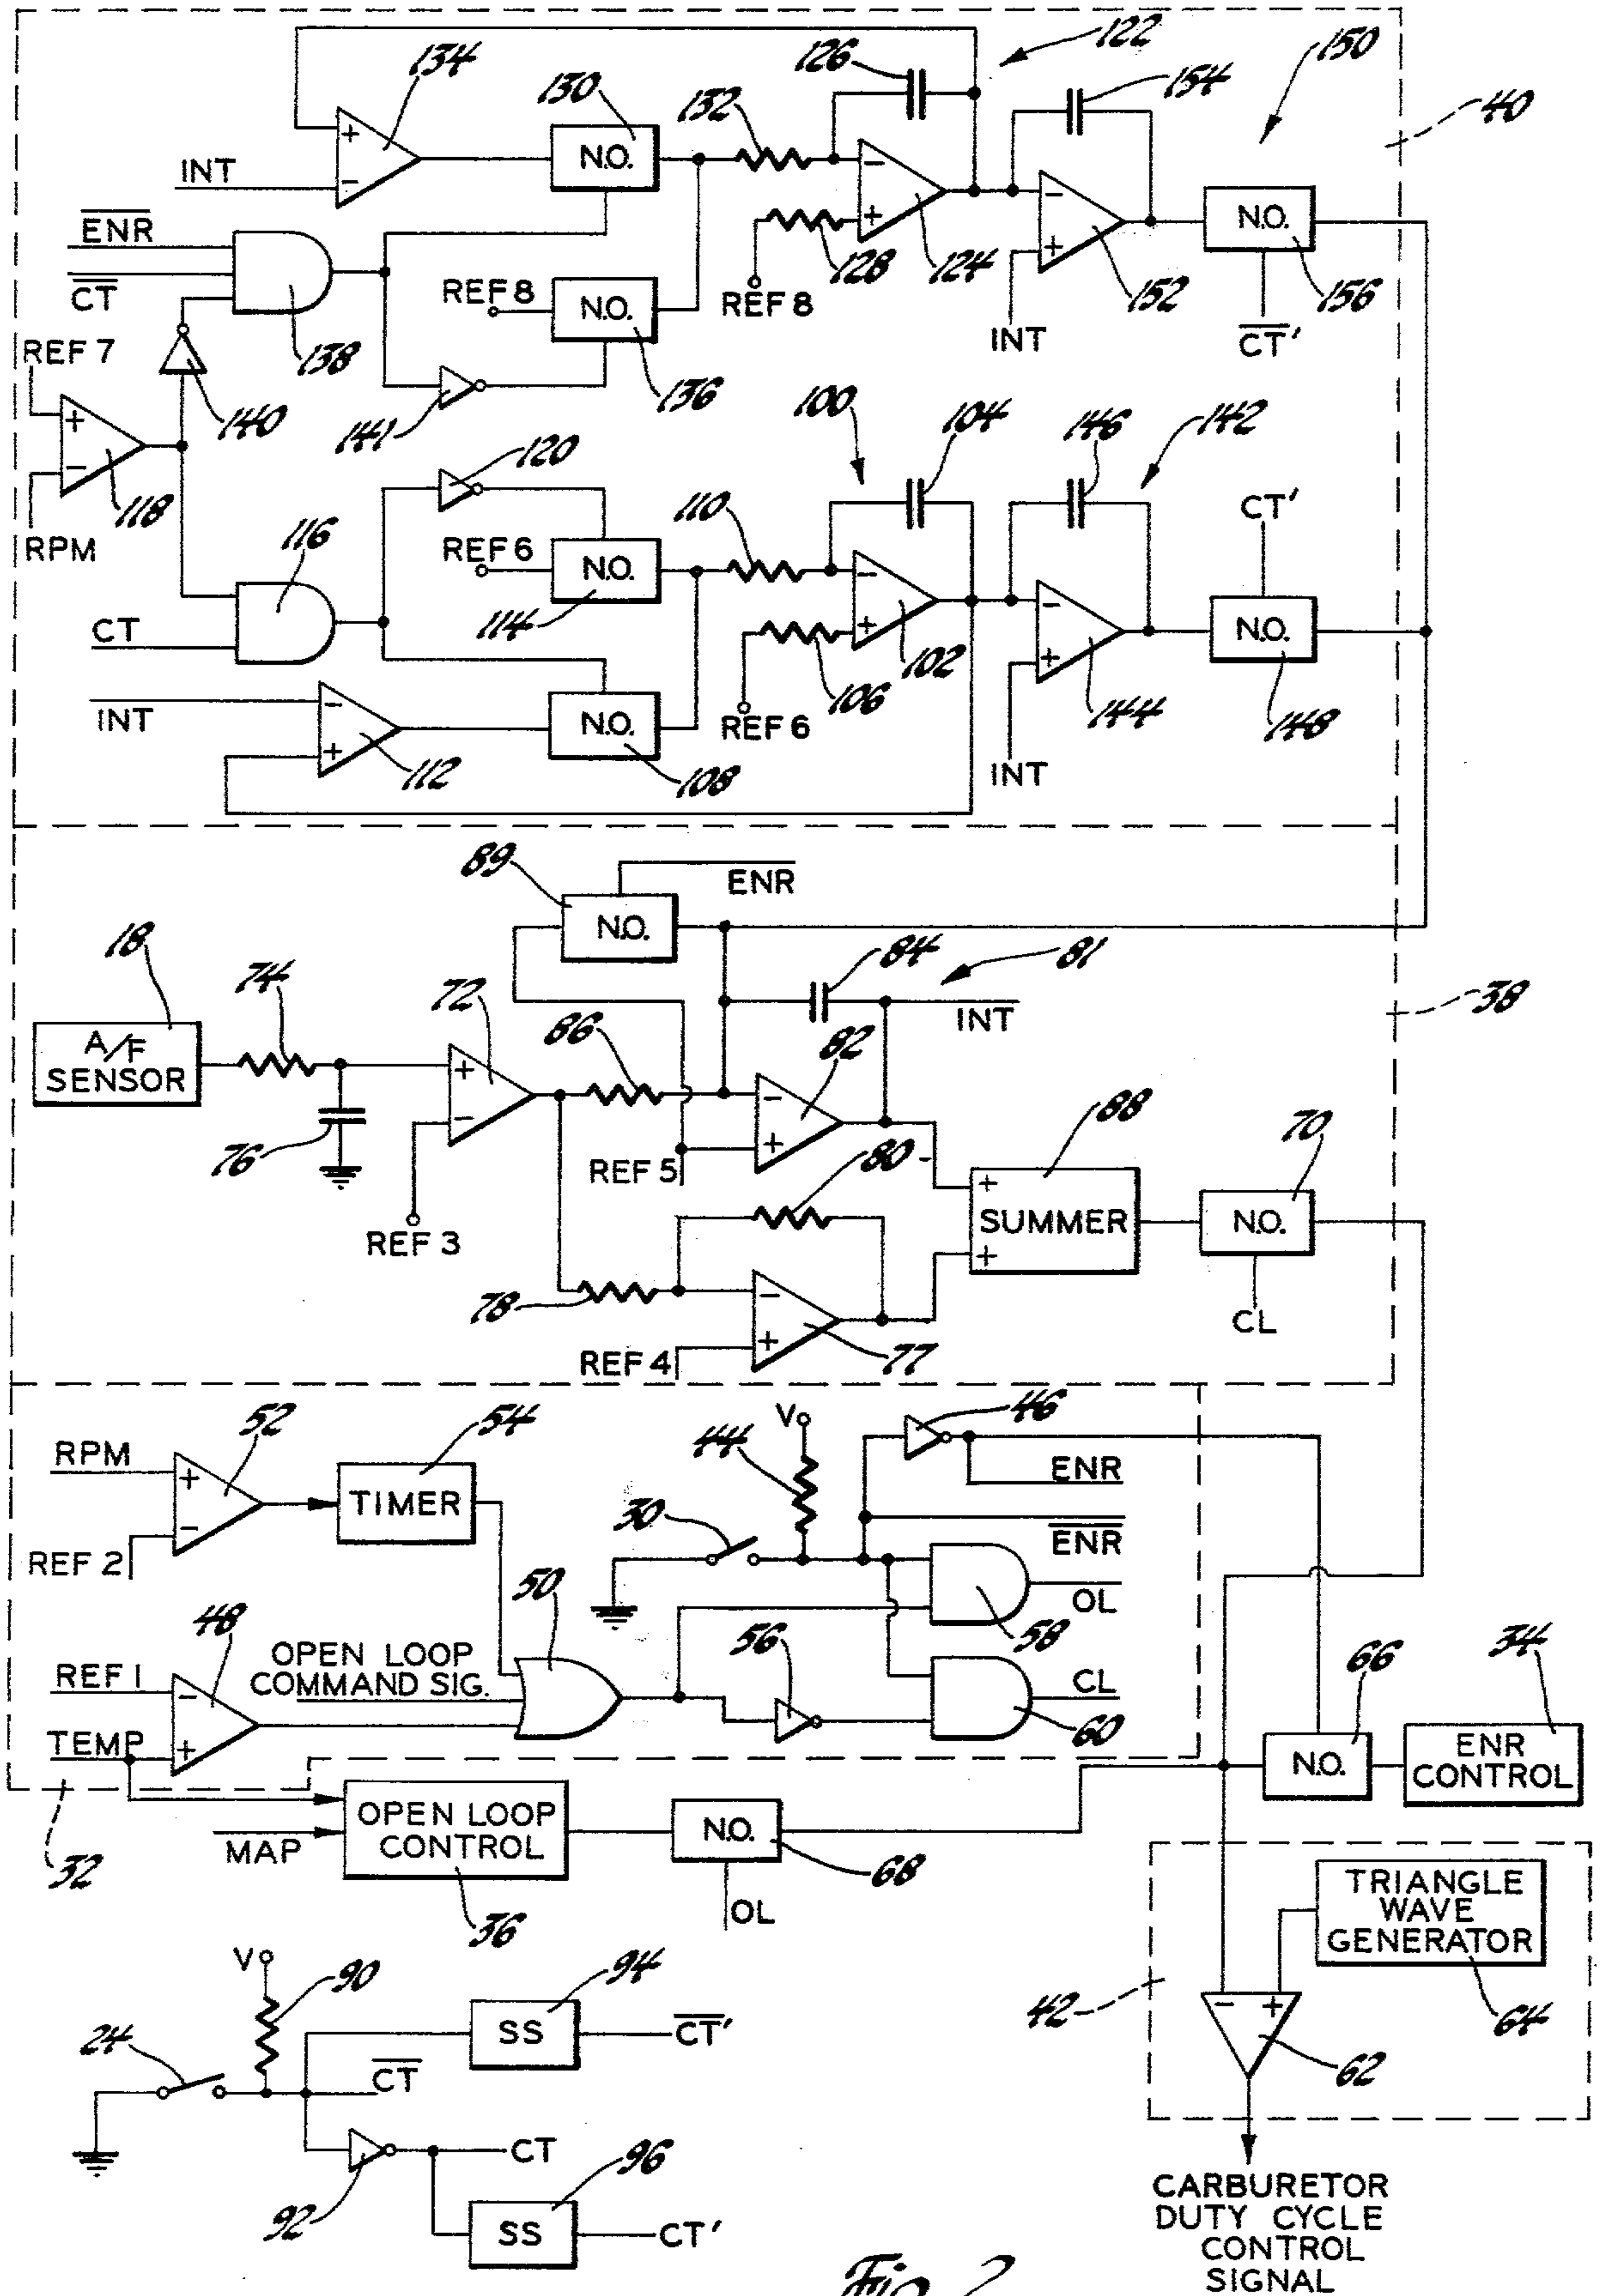 122
150
134
126
154
130
132
40
+
N.O.
−
INT
−
−
N.O.
ENR
+
128
124
+
152
156
CT
REF 8
N.O.
REF 8
INT
CT'
REF 7
138
136
+
140
141
100
104
146
142
−
118
120
110
CT'
RPM
116
REF 6
N.O.
−
−
N.O.
114
CT
+
102
+
INT
−
106
144
148
REF 6
N.O.
+
112
108
INT
89
ENR
N.O.
18
84
81
74
72
INT
38
A/F
SENSOR
86
82
+
−
88
70
−
+
76
REF 5
80
+
SUMMER
N.O.
REF 3
+
78
−
CL
+
77
REF 4
52
54
V
46
RPM
44
ENR
+
TIMER
30
ENR
−
REF 2
50
OL
48
58
56
OPEN LOOP
COMMAND SIG.
REF 1
−
CL
66
34
60
TEMP
+
N.O.
ENR
CONTROL
OPEN LOOP
CONTROL
N.O.
MAP
32
68
TRIANGLE
WAVE
GENERATOR
OL
36
V
90
94
42
−
+
64
24
SS
CT'
62
CT
CT
96
92
SS
CT'
CARBURETOR
DUTY CYCLE
CONTROL
SIGNAL
Fig. 2